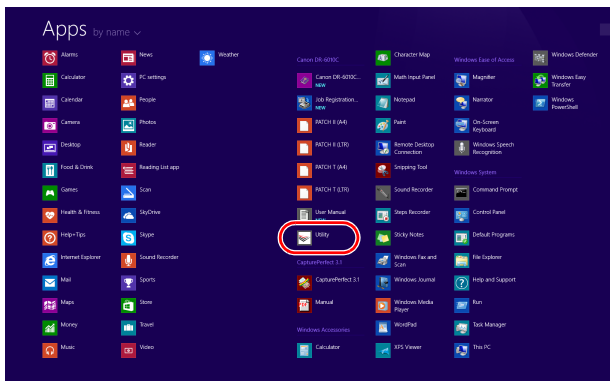 Apps by name
Alarms
Calculator
Calendar
Camera
Desktop
Food & Drink
Games
Health & Fitness
Help+Tips
Internet Explorer
Mail
Maps
Money
Music
News
PC settings
People
Photos
Reader
Reading List app
Scan
SkyDrive
Skype
Sound Recorder
Sports
Store
Travel
Video
Weather
Canon DR-6010C
Canon DR-6010C...
NEW
Job Registration...
NEW
PATCH II (A4)
PATCH II (LTR)
PATCH T (A4)
PATCH T (LTR)
User Manual
NEW
Utility
CapturePerfect 3.1
CapturePerfect 3.1
Manual
Windows Accessories
Calculator
Character Map
Math Input Panel
Notepad
Paint
Remote Desktop
Connection
Snipping Tool
Sound Recorder
Steps Recorder
Sticky Notes
Windows Fax and
Scan
Windows Journal
Windows Media
Player
WordPad
XPS Viewer
Windows Ease of Access
Magnifier
Narrator
On-Screen
Keyboard
Windows Speech
Recognition
Windows System
Command Prompt
Control Panel
Default Programs
File Explorer
Help and Support
Run
Task Manager
This PC
Windows Defender
Windows Easy
Transfer
Windows
PowerShell